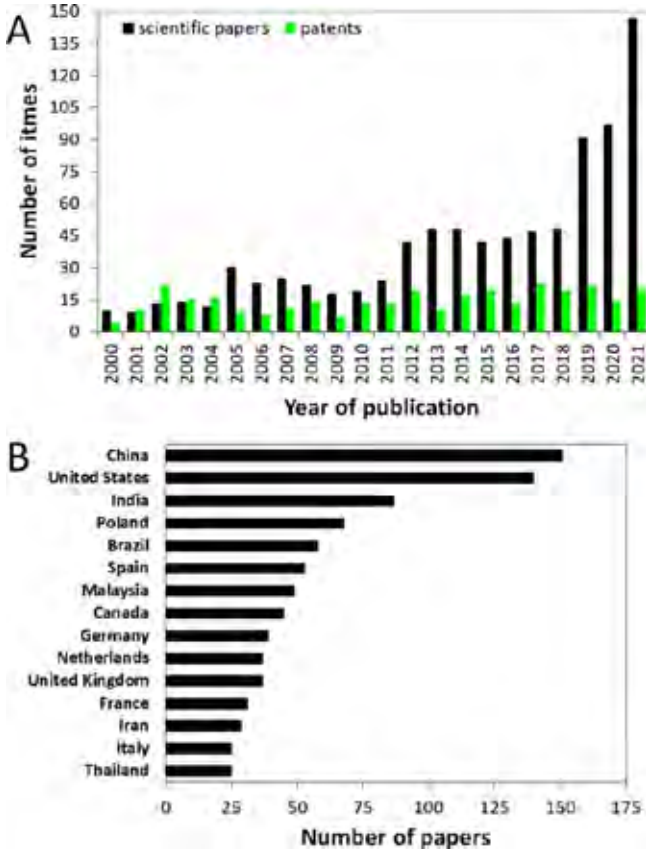 A
150
135
120
105
90
75
60
45
30
15
0
Number of itmes
scientific papers patents
2000 2001 2002 2003 2004 2005 2006 2007 2008 2009 2010 2011 2012 2013 2014 2015 2016 2017 2018 2019 2020 2021
Year of publication
B
China
United States
India
Poland
Brazil
Spain
Malaysia
Canada
Germany
Netherlands
United Kingdom
France
Iran
Italy
Thailand
0 25 50 75 100 125 150 175
Number of papers